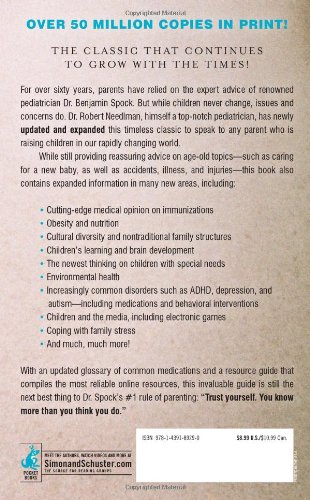 Copyrighted Material
OVER 50 MILLION COPIES IN PRINT!
THE CLASSIC THAT CONTINUES
TO GROW WITH THE TIMES!
For over sixty years, parents have relied on the expert advice of renowned
pediatrician Dr. Benjamin Spock. But while children never change, issues and
concerns do. Dr. Robert Needlman, himself a top-notch pediatrician, has newly
updated and expanded this timeless classic to speak to any parent who is
raising children in our rapidly changing world.
While still providing reassuring advice on age-old topics—such as caring
for a new baby, as well as accidents, illness, and injuries—this book also
contains expanded information in many new areas, including:
• Cutting-edge medical opinion on immunizations
• Obesity and nutrition
• Cultural diversity and nontraditional family structures
• Children's learning and brain development
• The newest thinking on children with special needs
• Environmental health
• Increasingly common disorders such as ADHD, depression, and
autism—including medications and behavioral interventions
• Children and the media, including electronic games
• Coping with family stress
• And much, much more!
With an updated glossary of common medications and a resource guide that
compiles the most reliable online resources, this invaluable guide is still the
next best thing to Dr. Spock's #1 rule of parenting: “Trust yourself. You know
more than you think you do.”
MEET THE AUTHORS, WATCH VIDEOS AND MORE AT
SimonandSchuster.com
THE SOURCE FOR READING GROUPS
POCKET
BOOKS
ISBN 978-1-4391-8929-0
$8.99 U.S./$10.99 Can.
Copyrighted Material